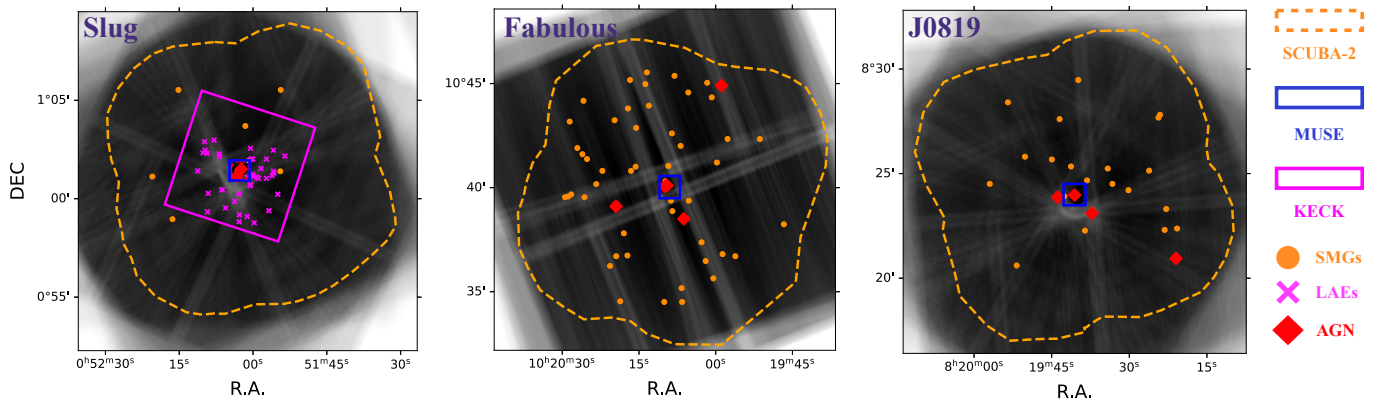 Slug
DEC
1°05'
00'
0°55'
0ʰ52ᵐ30ˢ
15ˢ
00ˢ
51ᵐ45ˢ
30ˢ
R.A.
Fabulous
10°45'
40'
35'
10ʰ20ᵐ30ˢ
15ˢ
00ˢ
19ᵐ45ˢ
R.A.
J0819
8°30'
25'
20'
8ʰ20ᵐ00ˢ
19ᵐ45ˢ
30ˢ
15ˢ
R.A.
SCUBA-2
MUSE
KECK
SMGs
LAEs
AGN